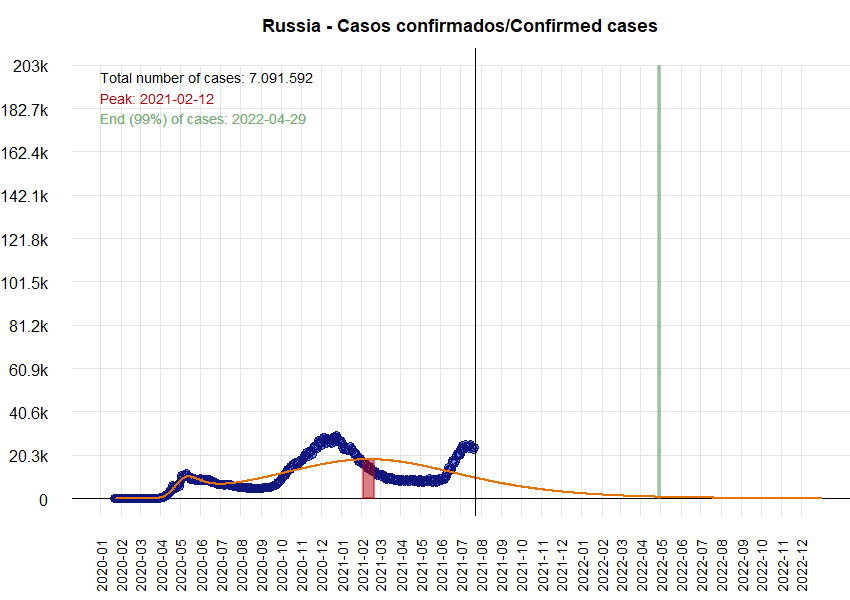 Russia - Casos confirmados/Confirmed cases
203k
182.7k
162.4k
142.1k
121.8k
101.5k
81.2k
60.9k
40.6k
20.3k
0
Total number of cases: 7.091.592
Peak: 2021-02-12
End (99%) of cases: 2022-04-29
2020-01
2020-02
2020-03
2020-04
2020-05
2020-06
2020-07
2020-08
2020-09
2020-10
2020-11
2020-12
2021-01
2021-02
2021-03
2021-04
2021-05
2021-06
2021-07
2021-08
2021-09
2021-10
2021-11
2021-12
2022-01
2022-02
2022-03
2022-04
2022-05
2022-06
2022-07
2022-08
2022-09
2022-10
2022-11
2022-12